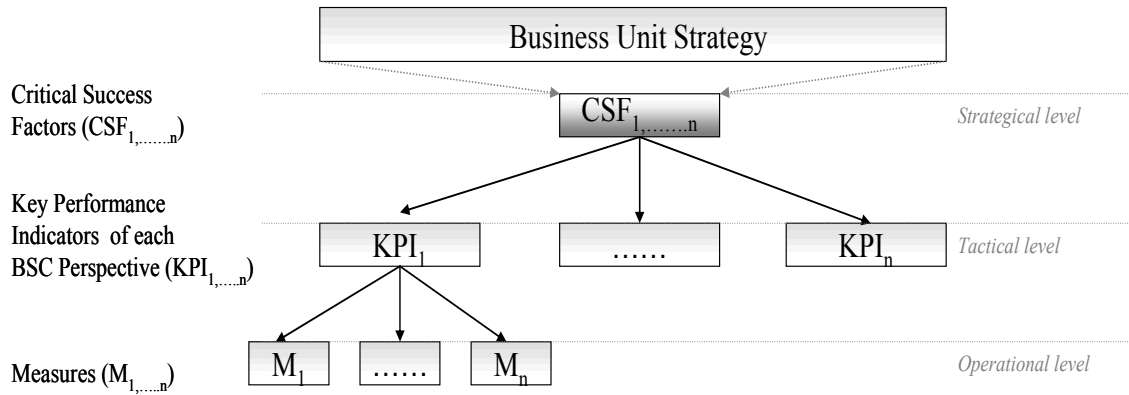 Business Unit Strategy
Critical Success
Factors (CSF1,.......n)
CSF1,.......n
Strategical level
Key Performance
Indicators of each
BSC Perspective (KPI1,.....n)
KPI1
......
KPIn
Tactical level
Measures (M1,.....n)
M1
......
Mn
Operational level